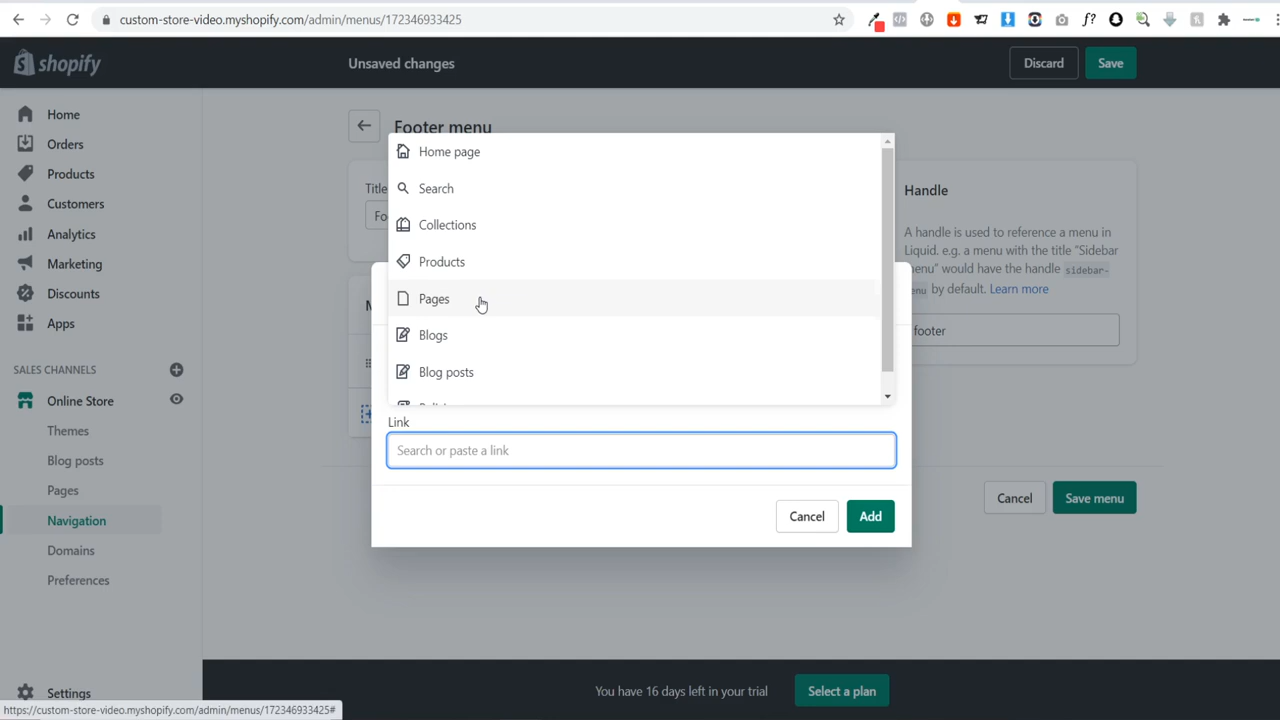 custom-store-video.myshopify.com/admin/menus/172346933425
shopify
Unsaved changes
Discard
Save
Home
Orders
Products
Customers
Analytics
Marketing
Discounts
Apps
SALES CHANNELS
Online Store
Themes
Blog posts
Pages
Navigation
Domains
Preferences
Settings
Footer menu
Title
Fo
M
Home page
Search
Collections
Products
Pages
Blogs
Blog posts
Link
Search or paste a link
Cancel
Add
Handle
A handle is used to reference a menu in
Liquid. e.g. a menu with the title "Sidebar
menu" would have the handle sidebar-
enu by default. Learn more
footer
Cancel
Save menu
You have 16 days left in your trial
Select a plan
https://custom-store-video.myshopify.com/admin/menus/172346933425#